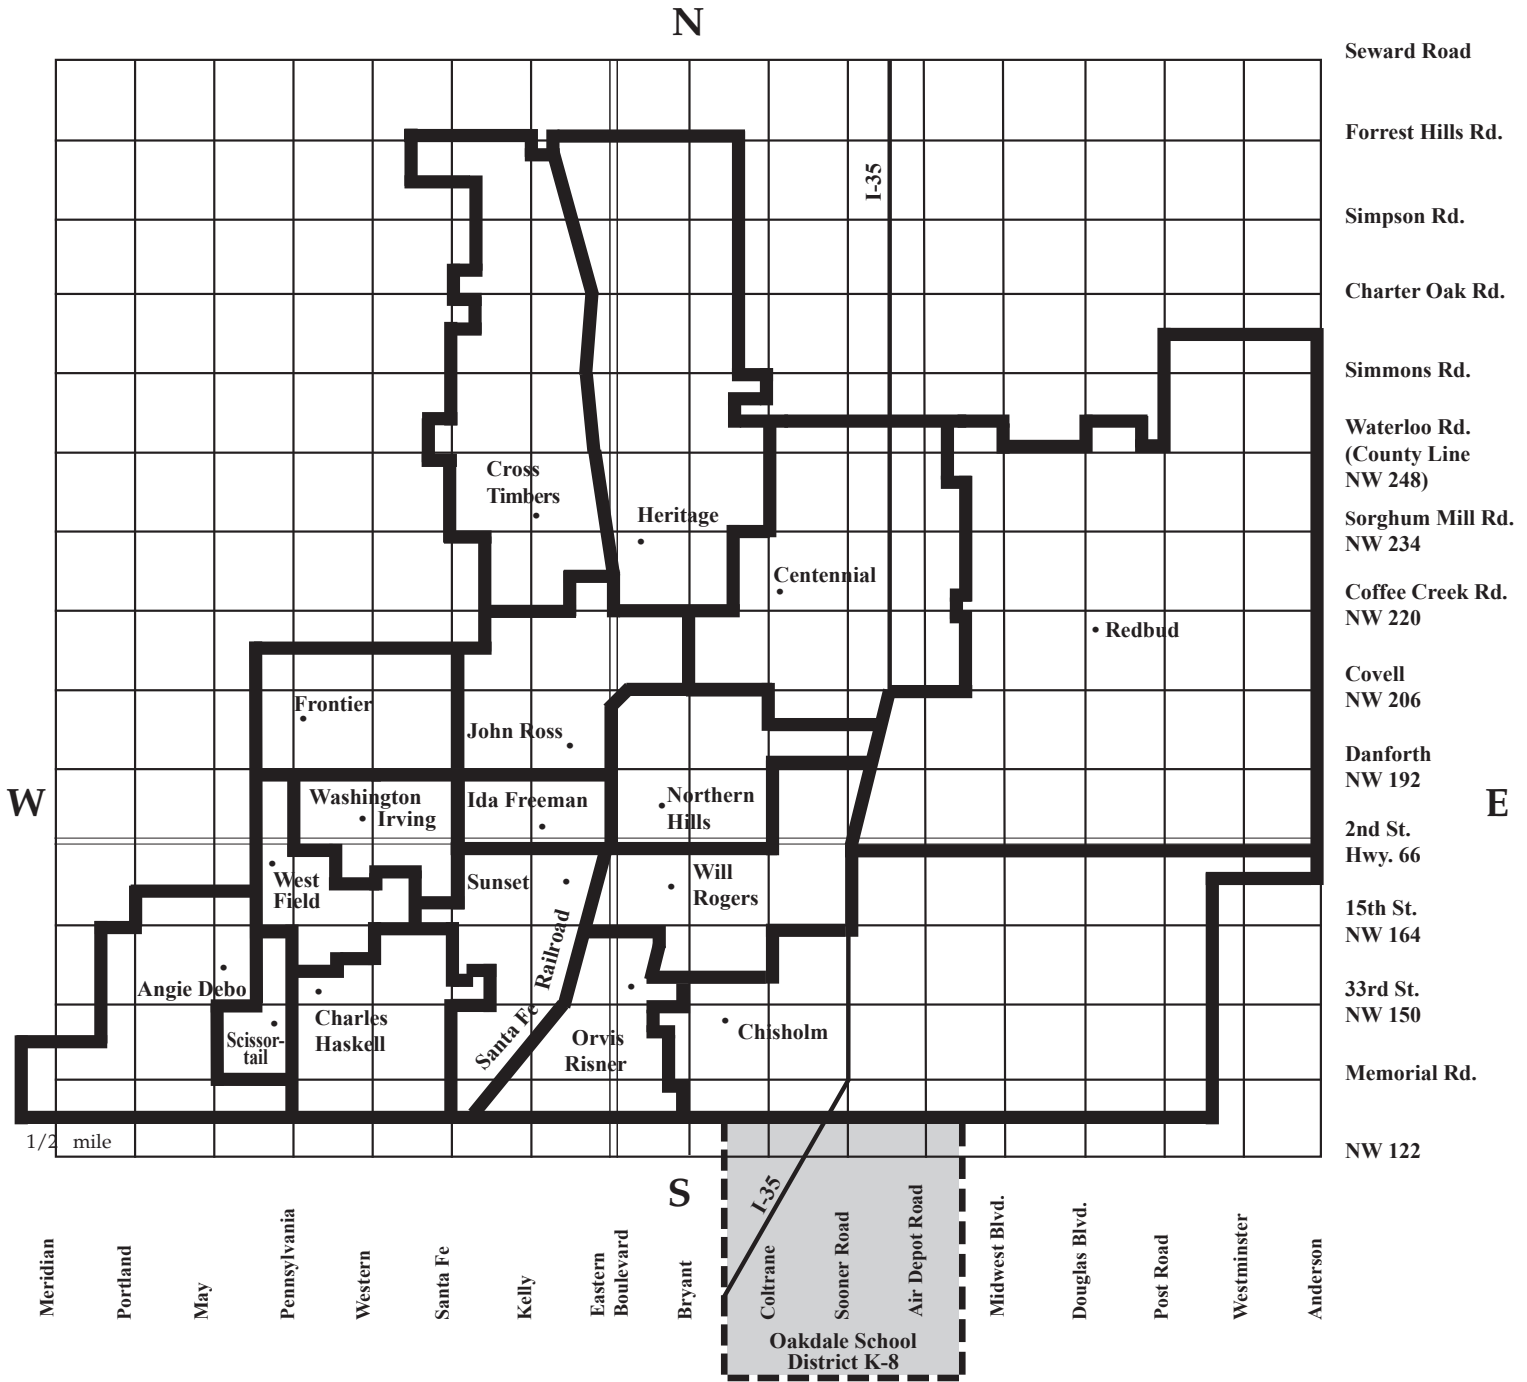 N
Seward Road
Forrest Hills Rd.
I-35
Simpson Rd.
Charter Oak Rd.
Simmons Rd.
Waterloo Rd.
(County Line
NW 248)
Cross
Timbers
Heritage
Sorghum Mill Rd.
NW 234
Centennial
Coffee Creek Rd.
NW 220
Redbud
Covell
NW 206
Frontier
John Ross
Danforth
NW 192
W
E
Washington
Irving
Ida Freeman
Northern
Hills
2nd St.
Hwy. 66
West
Field
Sunset
Will
Rogers
15th St.
NW 164
Santa Fe Railroad
Angie Debo
Charles
Haskell
Scissor-
tail
Orvis
Risner
Chisholm
33rd St.
NW 150
Memorial Rd.
1/2 mile
NW 122
S
I-35
Meridian
Portland
May
Pennsylvania
Western
Santa Fe
Kelly
Eastern
Boulevard
Bryant
Coltrane
Sooner Road
Air Depot Road
Midwest Blvd.
Douglas Blvd.
Post Road
Westminster
Anderson
Oakdale School
District K-8